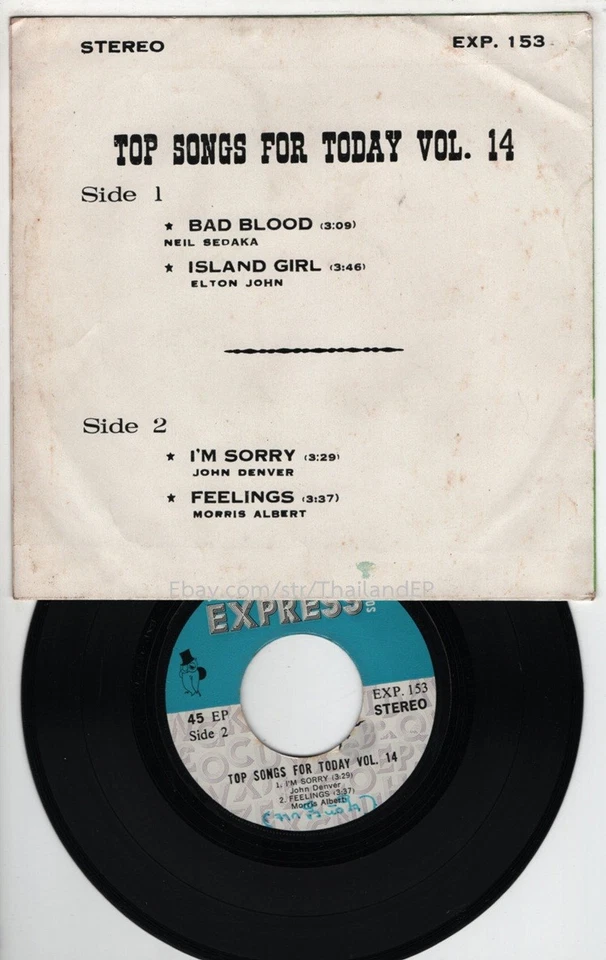 STEREO
EXP. 153
TOP SONGS FOR TODAY VOL. 14
Side 1
★ BAD BLOOD (3:09)
NEIL SEDAKA
★ ISLAND GIRL (3:46)
ELTON JOHN
Side 2
★ I'M SORRY (3:29)
JOHN DENVER
★ FEELINGS (3:37)
MORRIS ALBERT
Ebay.com/str/ThailandEP
EXPRESS
EXP. 153
45 EP
STEREO
Side 2
TOP SONGS FOR TODAY VOL. 14
1. I'M SORRY (3:29)
John Denver
2. FEELINGS (3:37)
Morris Albert